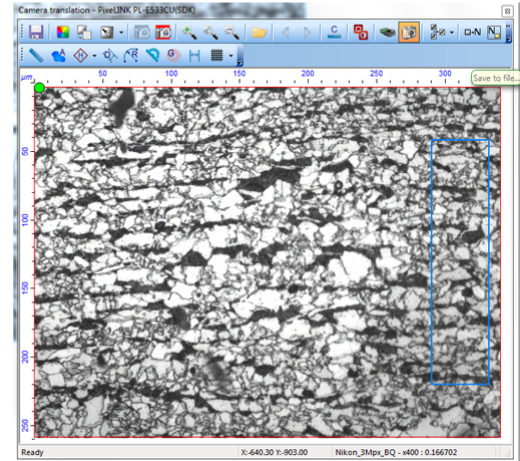 Camera translation - PixeLINK PL-E533CU(SDK)
C
N
N
A
R
G
H
μm
50
100
150
200
250
300
Save to file...
50
100
150
200
250
Ready
X:-640.30 Y:-903.00
Nikon_3Mpx_BQ - x400 : 0.166702